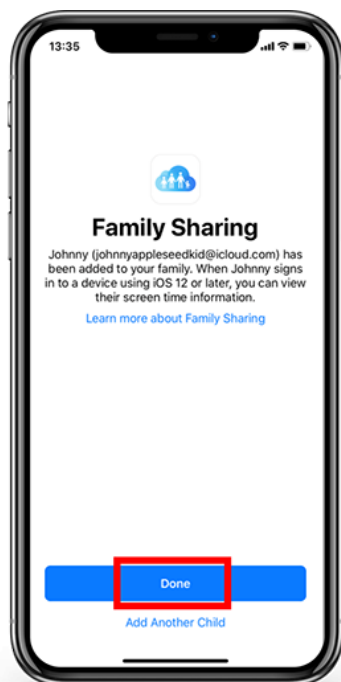 13:35
Family Sharing
Johnny (johnnyappleseedkid@icloud.com) has
been added to your family. When Johnny signs
in to a device using iOS 12 or later, you can view
their screen time information.
Learn more about Family Sharing
Done
Add Another Child